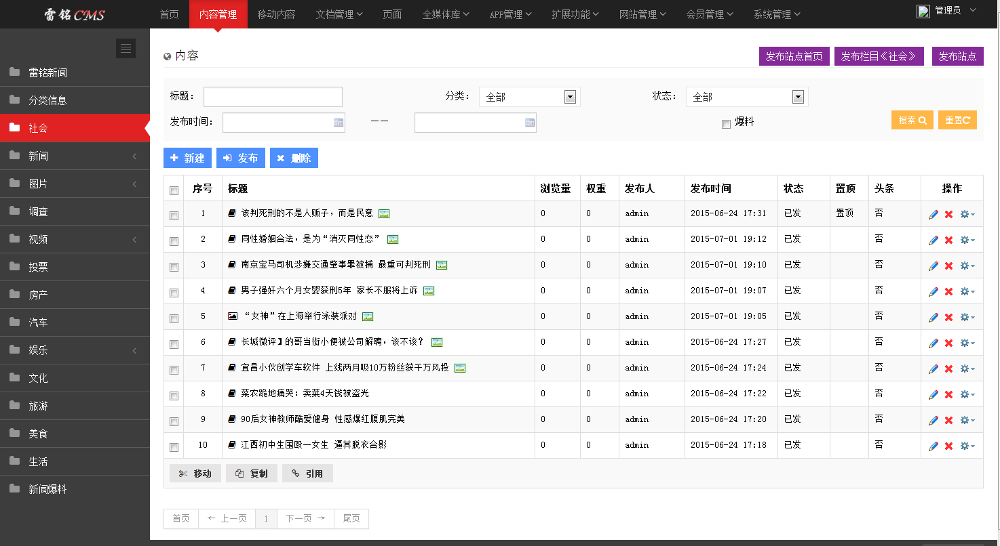 雷铭CMS 首页 内容管理 移动内容 文档管理 页面 全媒体库 APP管理 扩展功能 网站管理 会员管理 系统管理 管理员
雷铭新闻
分类信息
社会
新闻
图片
调查
视频
投票
房产
汽车
娱乐
文化
旅游
美食
生活
新闻爆料
内容 发布站点首页 发布栏目《社会》 发布站点
标题： 分类： 全部 状态： 全部
发布时间： —— 爆料 搜索 重置
新建 发布 删除
序号 标题 浏览量 权重 发布人 发布时间 状态 置顶 头条 操作
1 该判死刑的不是人贩子，而是民意 0 0 admin 2015-06-24 17:31 已发 置顶 否
2 同性婚姻合法，是为“消灭同性恋” 0 0 admin 2015-07-01 19:12 已发 否
3 南京宝马司机涉嫌交通肇事罪被捕 最重可判死刑 0 0 admin 2015-07-01 19:10 已发 否
4 男子强奸六个月女婴获刑5年 家长不服将上诉 0 0 admin 2015-07-01 19:07 已发 否
5 “女神”在上海举行泳装派对 0 0 admin 2015-07-01 19:05 已发 否
6 长城微评】的哥当街小便被公司解聘，该不该？ 0 0 admin 2015-06-24 17:27 已发 否
7 宜昌小伙创学车软件 上线两月吸10万粉丝获千万风投 0 0 admin 2015-06-24 17:24 已发 否
8 菜农跪地痛哭：卖菜4天钱被盗光 0 0 admin 2015-06-24 17:22 已发 否
9 90后女神教师酷爱健身 性感爆红腹肌完美 0 0 admin 2015-06-24 17:20 已发 否
10 江西初中生围殴一女生 逼其脱衣合影 0 0 admin 2015-06-24 17:18 已发 否
移动 复制 引用
首页 ← 上一页 1 下一页 → 尾页